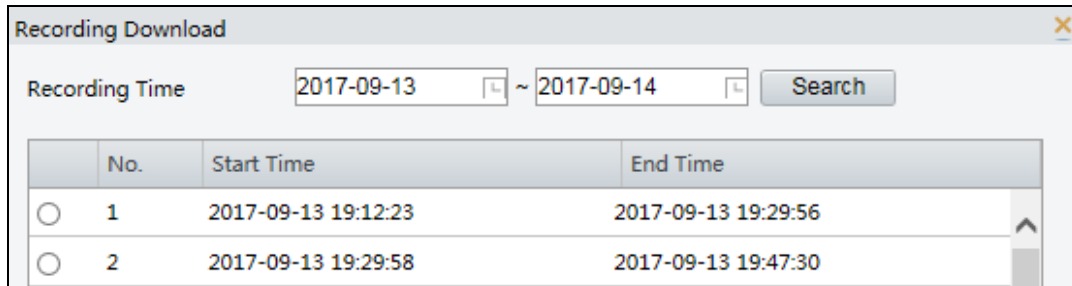 Recording Download
Recording Time 2017-09-13 ~ 2017-09-14 Search
No. Start Time End Time
1 2017-09-13 19:12:23 2017-09-13 19:29:56
2 2017-09-13 19:29:58 2017-09-13 19:47:30